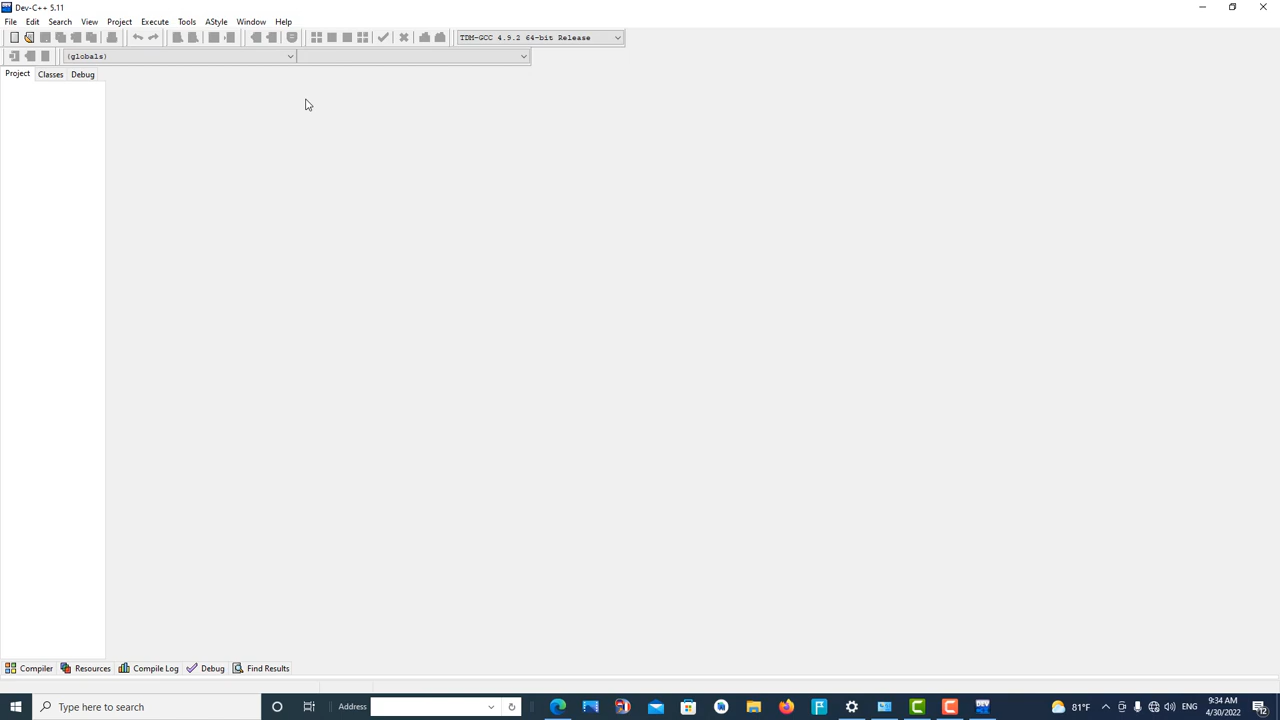 Dev-C++ 5.11
File Edit Search View Project Execute Tools AStyle Window Help
TDM-GCC 4.9.2 64-bit Release
(globals)
Project Classes Debug
Compiler Resources Compile Log Debug Find Results
Type here to search Address 81°F ENG 9:34 AM
4/30/2022
12